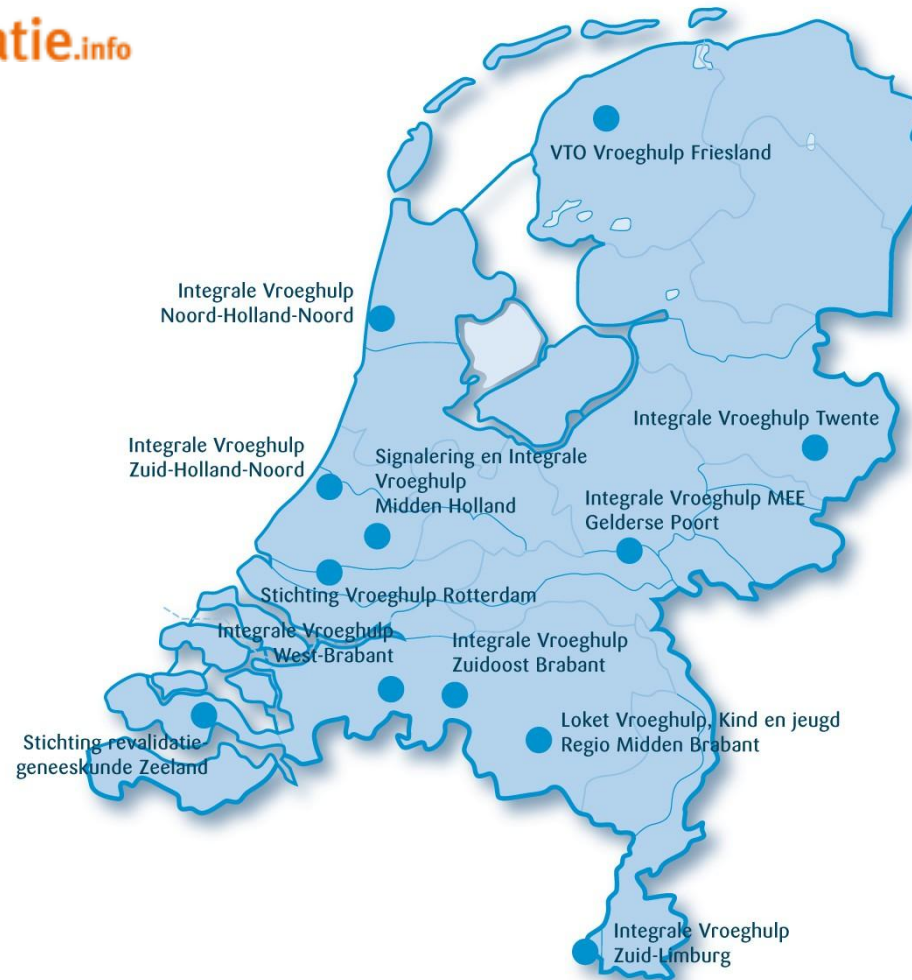 atie.info
VTO Vroeghulp Friesland
Integrale Vroeghulp
Noord-Holland-Noord
Integrale Vroeghulp Twente
Integrale Vroeghulp
Zuid-Holland-Noord
Signalering en Integrale
Vroeghulp
Midden Holland
Integrale Vroeghulp MEE
Gelderse Poort
Stichting Vroeghulp Rotterdam
Integrale Vroeghulp
West-Brabant
Integrale Vroeghulp
Zuidoost Brabant
Loket Vroeghulp, Kind en jeugd
Regio Midden Brabant
Stichting revalidatie-
geneeskunde Zeeland
Integrale Vroeghulp
Zuid-Limburg